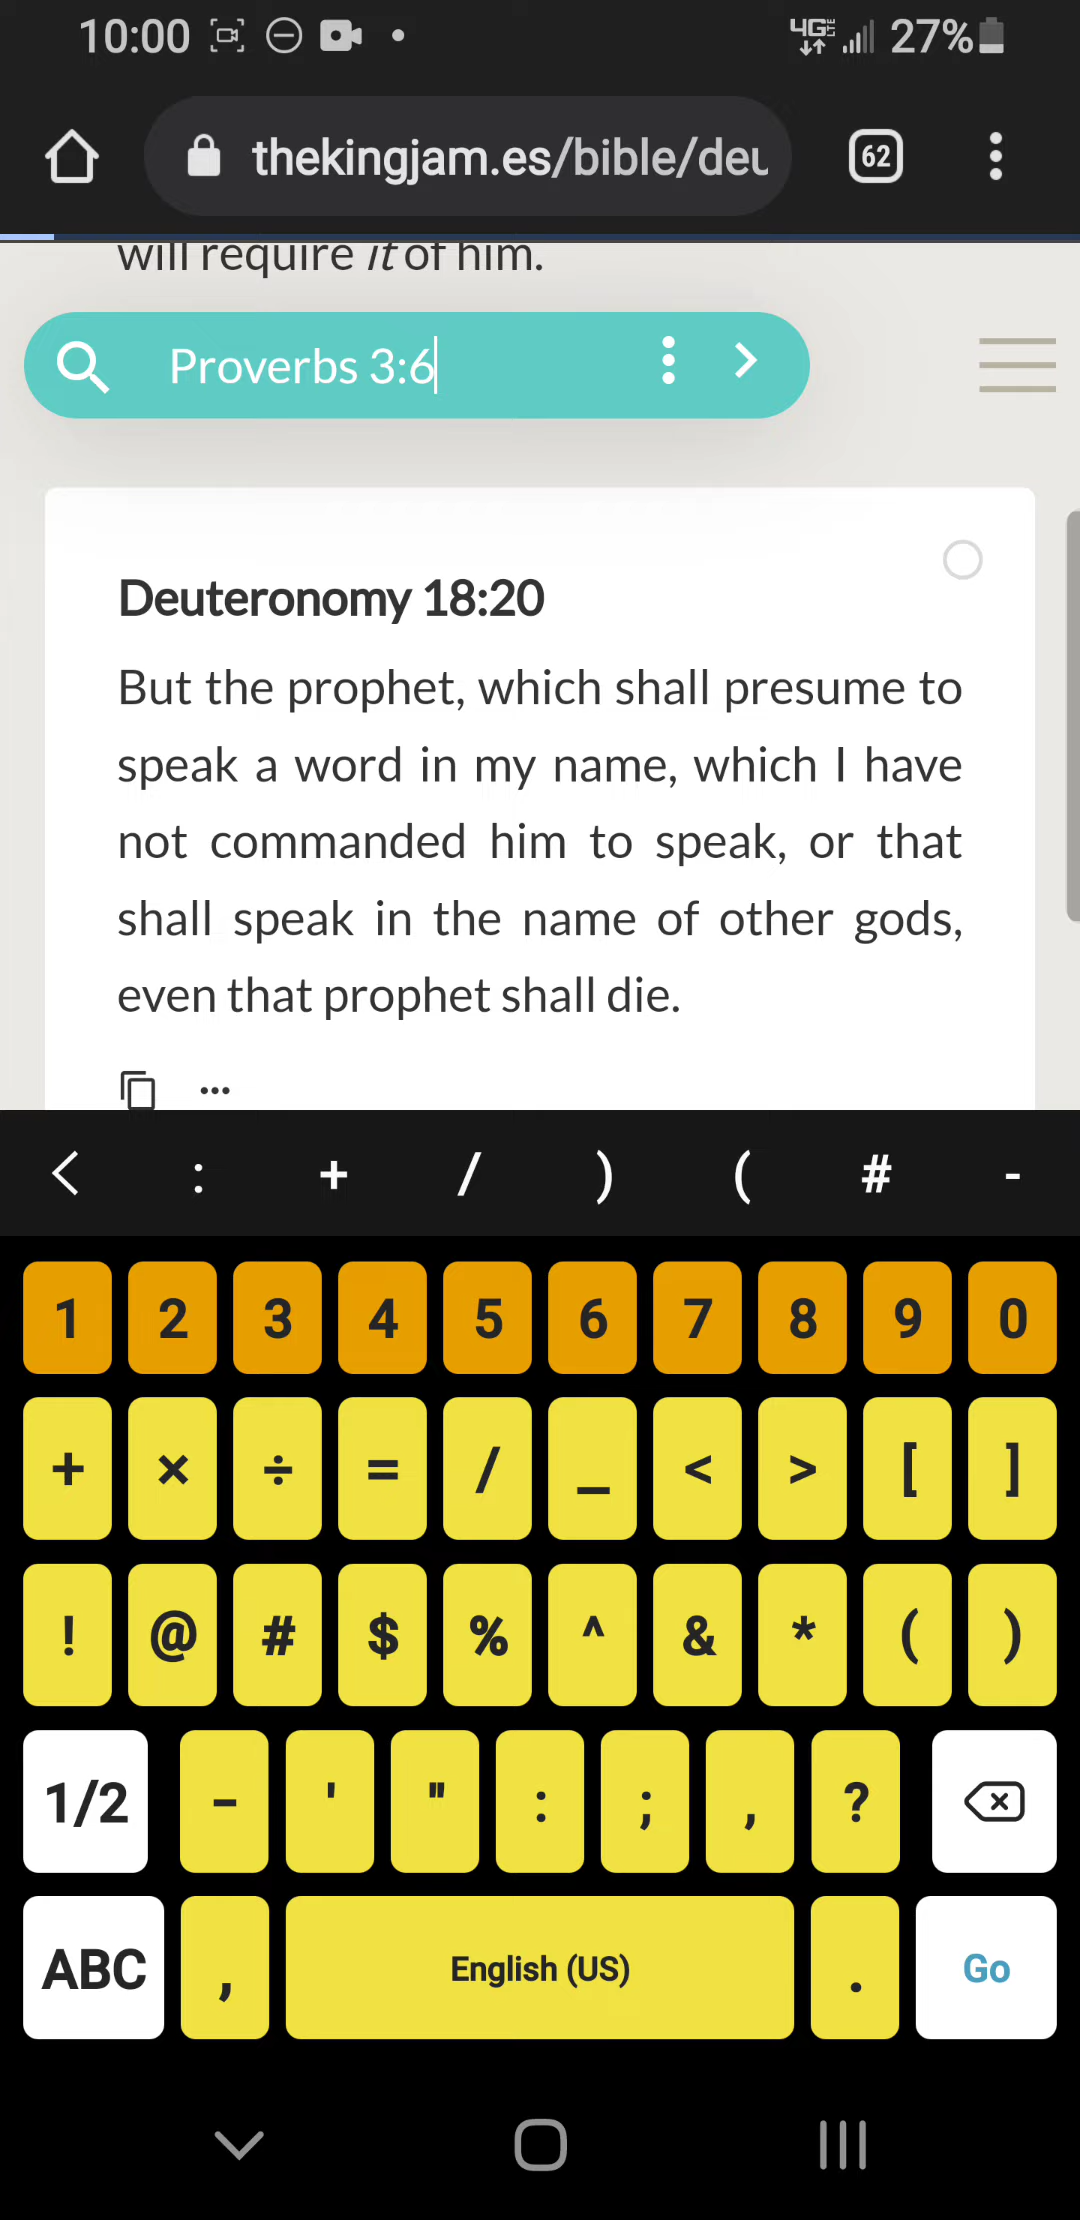 10:00 4G LTE 27%
thekingjam.es/bible/deu
62
will require it of him.
Proverbs 3:6
Deuteronomy 18:20
But the prophet, which shall presume to
speak a word in my name, which I have
not commanded him to speak, or that
shall speak in the name of other gods,
even that prophet shall die.
: + / ) ( # -
1 2 3 4 5 6 7 8 9 0
+ × ÷ = / _ < > [ ]
! @ # $ % ^ & * ( )
1/2 - ' " : ; , ?
ABC , English (US) . Go